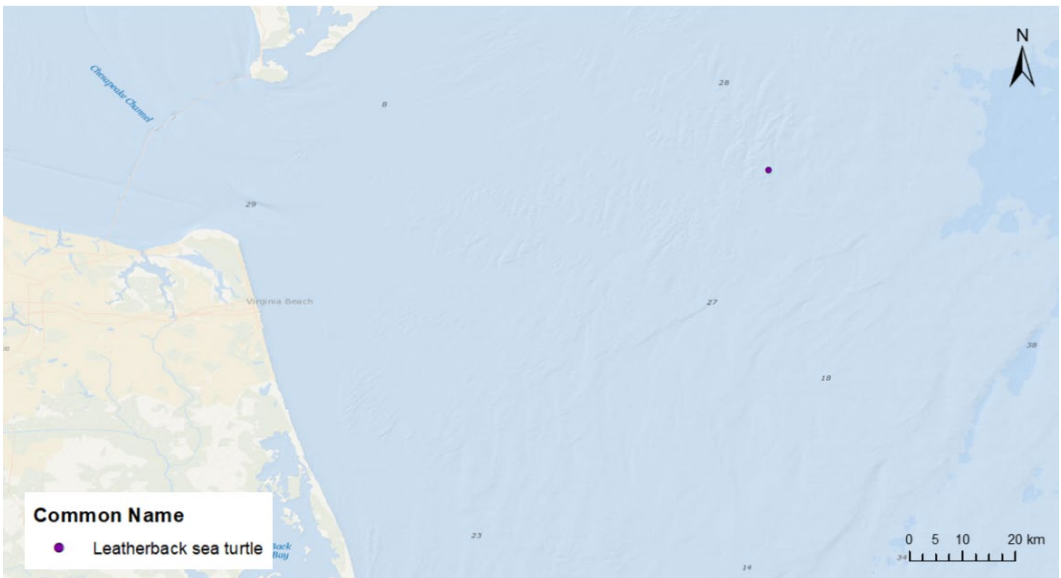 N
28
Chesapeake Channel
8
29
Virginia Beach
27
38
18
Common Name
Leatherback sea turtle
Back
Bay
23
0 5 10 20 km
34
14